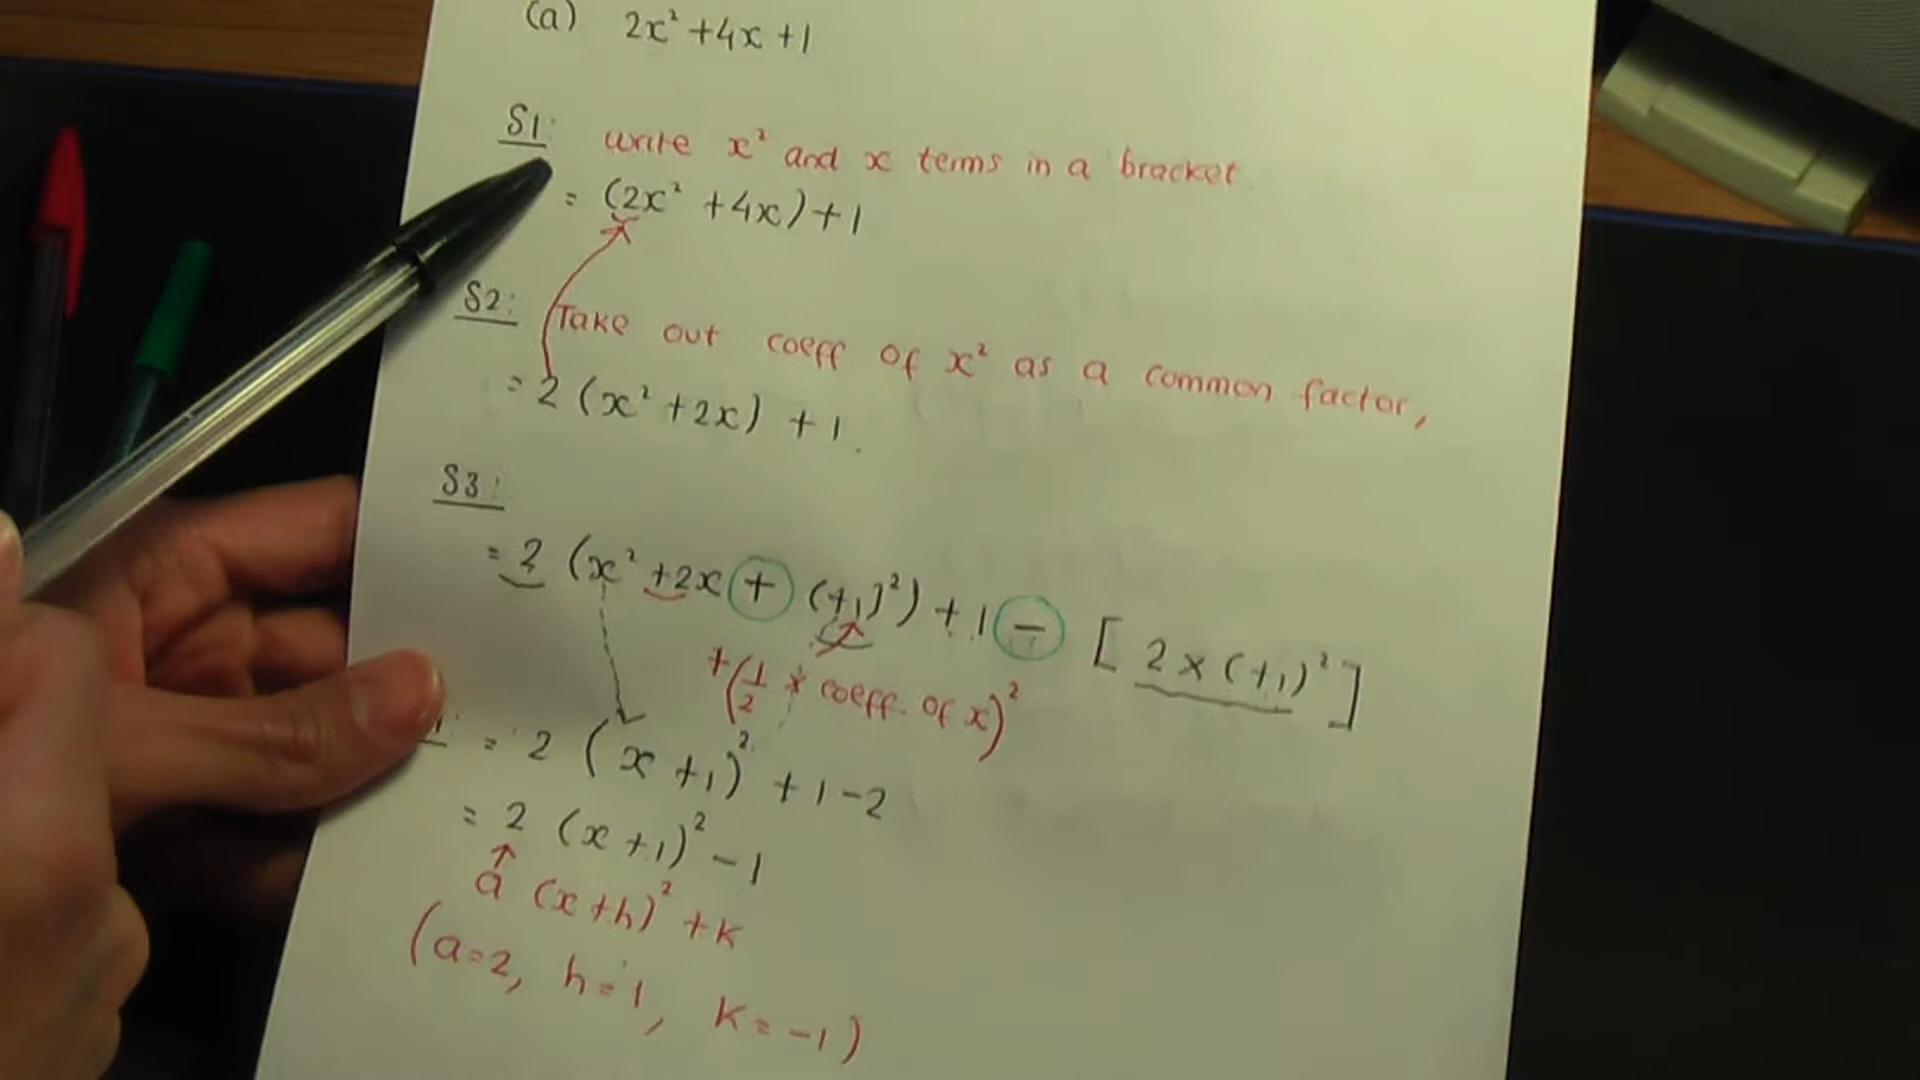 (a) 2x² +4x +1
S1: write x² and x terms in a bracket.
= (2x² +4x)+1
S2: Take out coeff of x² as a common factor,
= 2 (x² +2x) +1.
S3:
= 2 (x² +2x + (+1)²) +1 - [ 2×(+1)² ]
+(1/2 × coeff. of x)²
= 2 (x +1)² +1-2
= 2 (x +1)² -1
a (x+h)² +k
(a=2, h=1, k=-1)